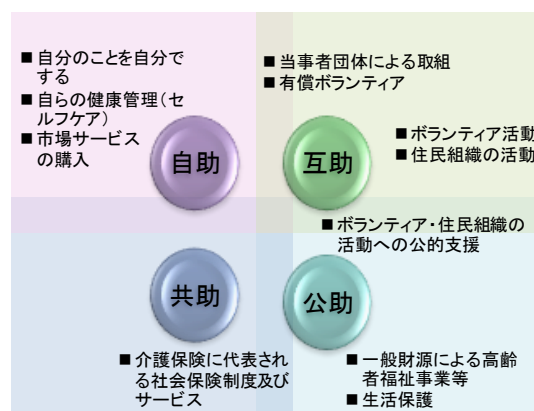 ■ 自分のことを自分で
する
■ 自らの健康管理(セ
ルフケア)
■ 市場サービス
の購入
自助
■ 当事者団体による取組
■ 有償ボランティア
■ ボランティア活動
■ 住民組織の活動
互助
■ ボランティア・住民組織の
活動への公的支援
共助
■ 介護保険に代表され
る社会保険制度及び
サービス
公助
■ 一般財源による高齢
者福祉事業等
■ 生活保護